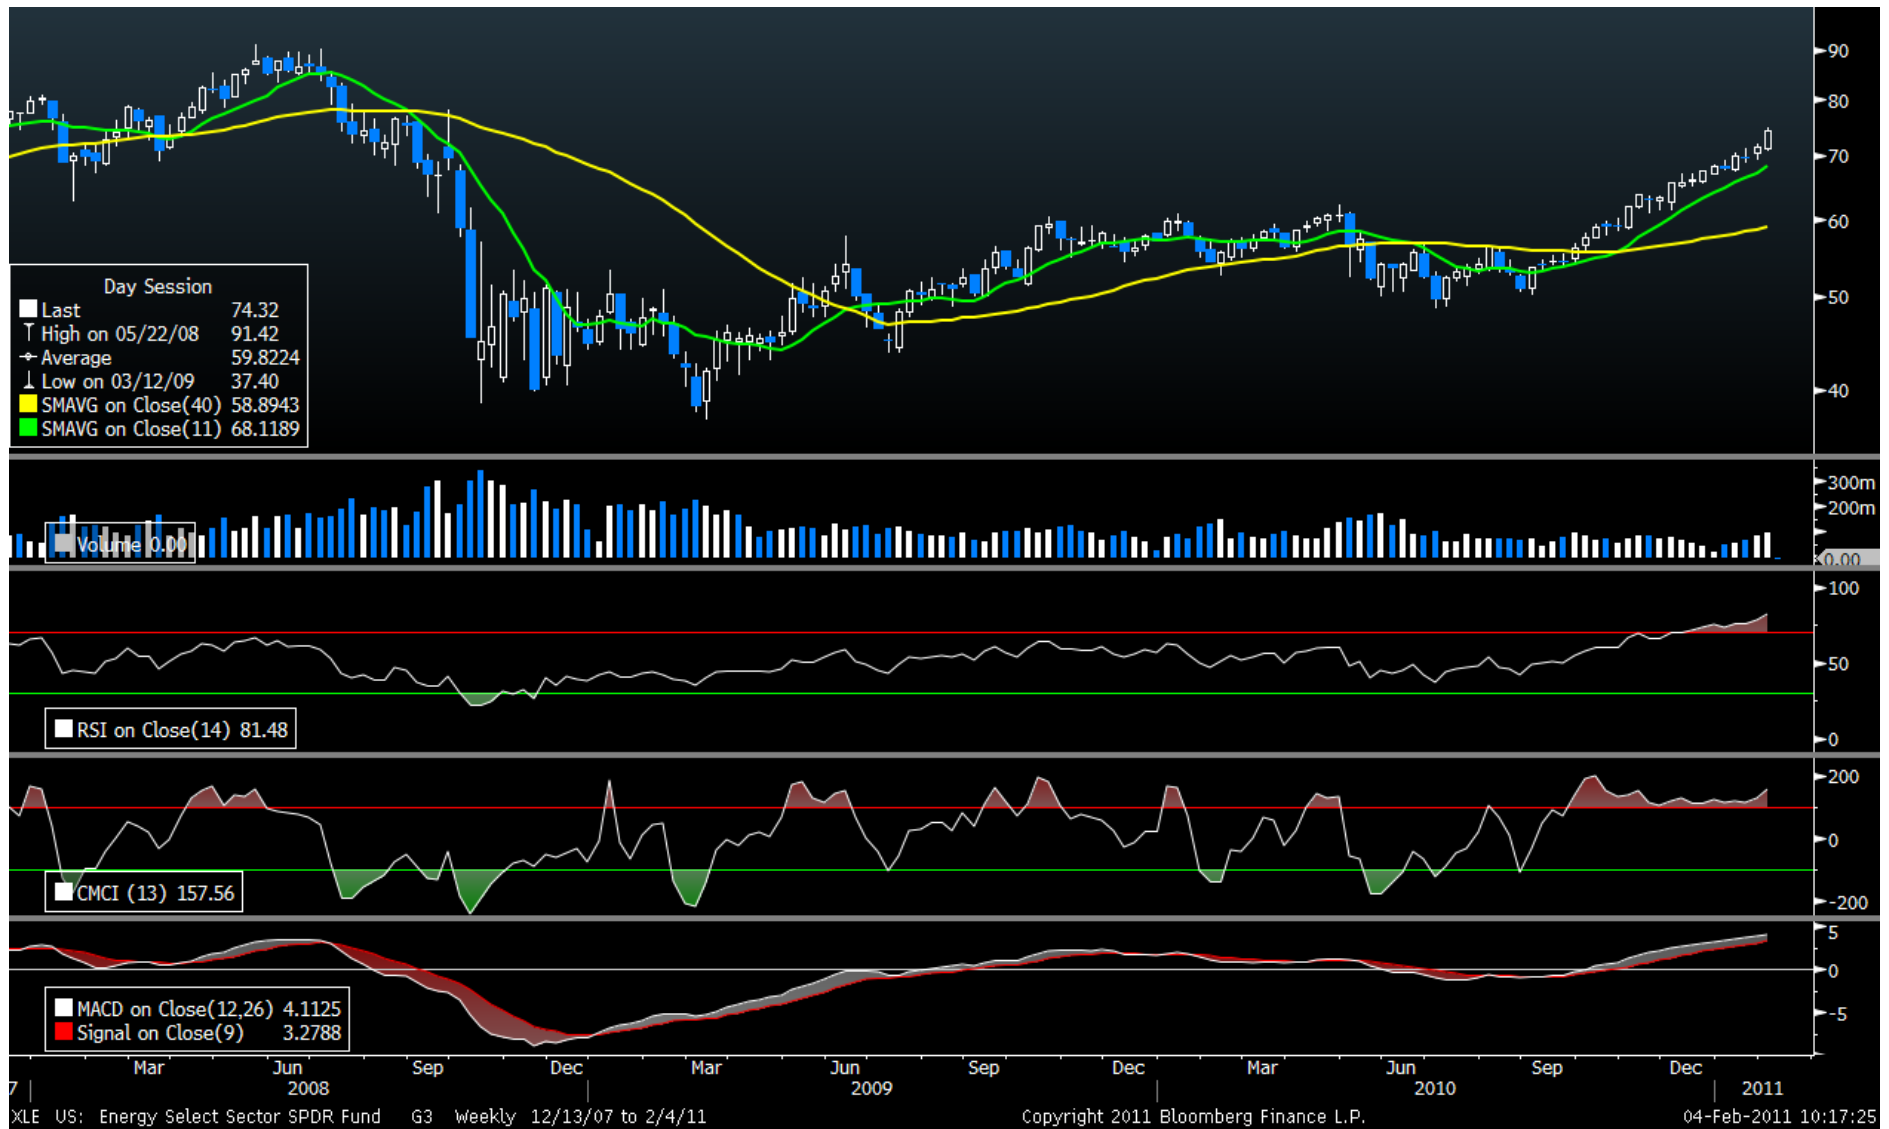 90
80
70
60
50
40
Day Session
Last 74.32
High on 05/22/08 91.42
Average 59.8224
Low on 03/12/09 37.40
SMAVG on Close(40) 58.8943
SMAVG on Close(11) 68.1189
300m
200m
Volume 0.00
0.00
100
50
0
RSI on Close(14) 81.48
200
0
-200
CMCI (13) 157.56
5
0
-5
MACD on Close(12,26) 4.1125
Signal on Close(9) 3.2788
Mar Jun Sep Dec Mar Jun Sep Dec Mar Jun Sep Dec
7 2008 2009 2010 2011
XLE US: Energy Select Sector SPDR Fund G3 Weekly 12/13/07 to 2/4/11 Copyright 2011 Bloomberg Finance L.P. 04-Feb-2011 10:17:25